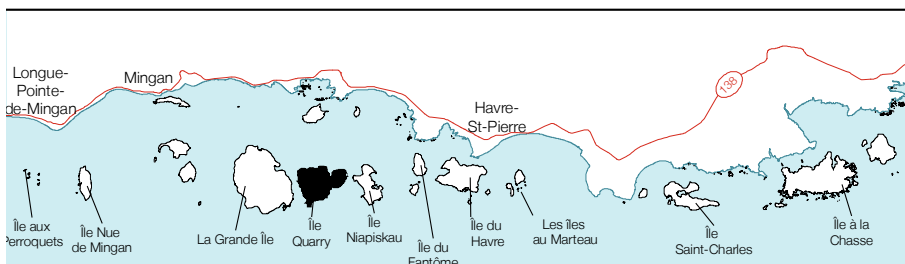 Longue-
Pointe-
de-Mingan
Mingan
Havre-
St-Pierre
138
Île aux
Perroquets
Île Nue
de Mingan
La Grande Île
Île
Quarry
Île
Niapiskau
Île du
Fantôme
Île du
Havre
Les îles
au Marteau
Île
Saint-Charles
Île à la
Chasse